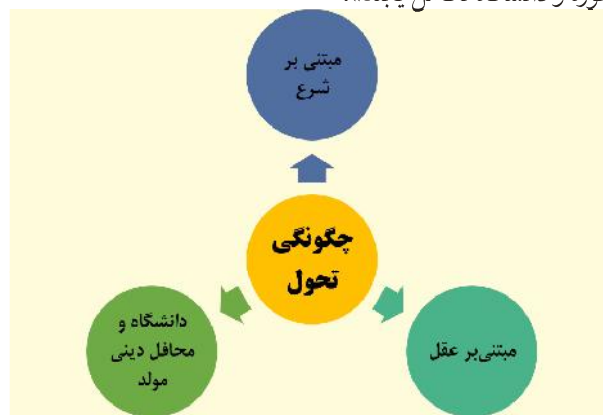 مبتنی بر
شرع
چگونگی
تحول
مبتنی‌بر عقل
دانشگاه و
محافل دینی
مولد